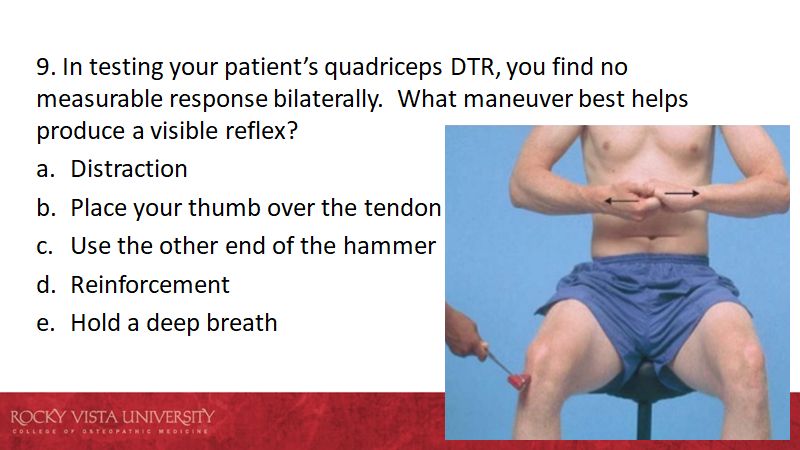 9. In testing your patient’s quadriceps DTR, you find no
measurable response bilaterally.  What maneuver best helps
produce a visible reflex?
a. Distraction
b. Place your thumb over the tendon
c. Use the other end of the hammer
d. Reinforcement
e. Hold a deep breath
ROCKY VISTA UNIVERSITY
COLLEGE OF OSTEOPATHIC MEDICINE